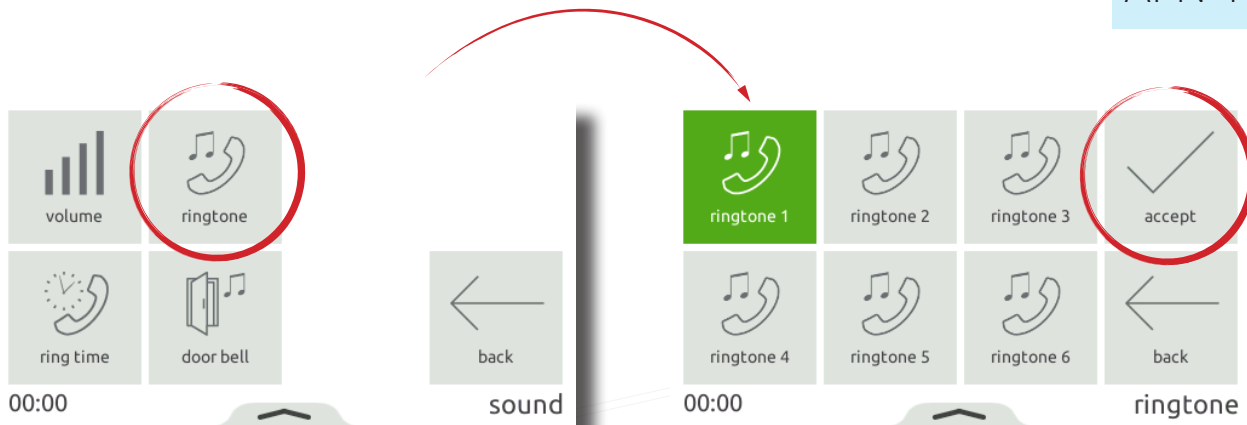 volume ringtone
ring time door bell back
00:00 sound
ringtone 1 ringtone 2 ringtone 3 accept
ringtone 4 ringtone 5 ringtone 6 back
00:00 ringtone